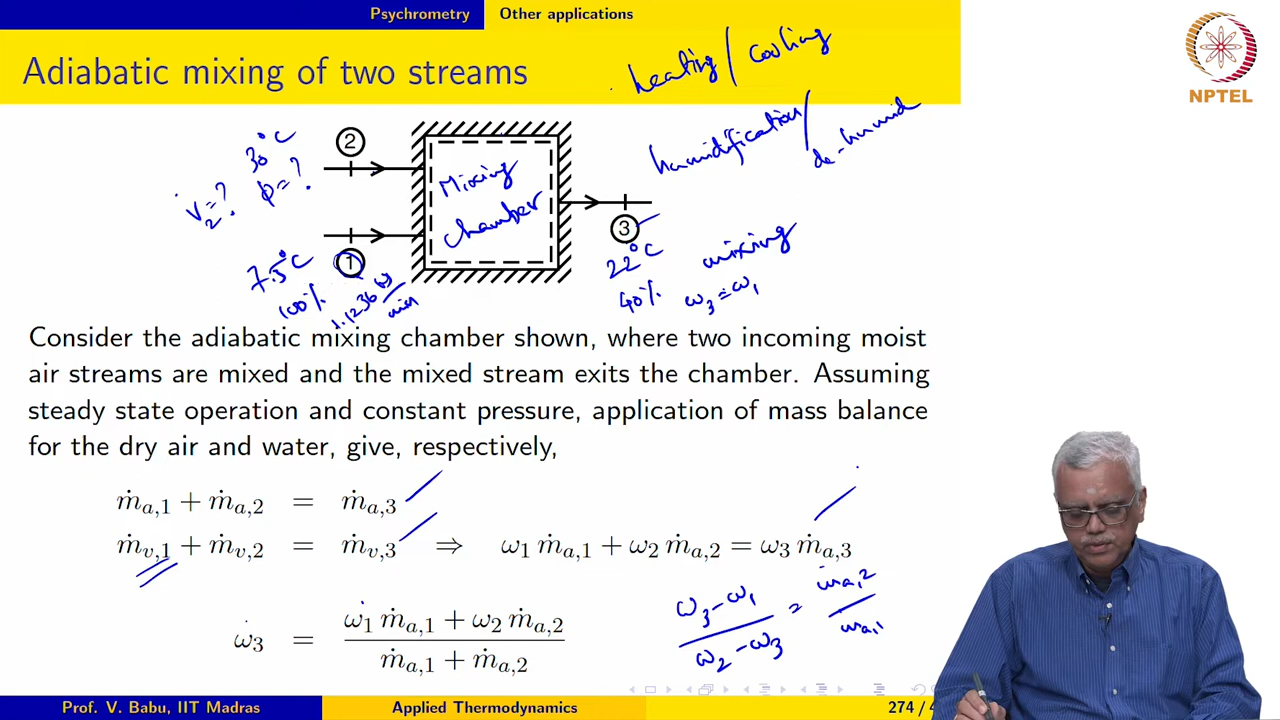 Psychrometry Other applications
Adiabatic mixing of two streams
NPTEL
heating / cooling
humidification / de-humid
mixing
ω3 = ω1
2
30°C
φ = ?
V̇2 = ?
Mixing chamber
1
7.5°C
100%
min
3
22°C
40%
Consider the adiabatic mixing chamber shown, where two incoming moist
air streams are mixed and the mixed stream exits the chamber. Assuming
steady state operation and constant pressure, application of mass balance
for the dry air and water, give, respectively,
ṁa,1 + ṁa,2 = ṁa,3
ṁv,1 + ṁv,2 = ṁv,3 ⇒ ω1 ṁa,1 + ω2 ṁa,2 = ω3 ṁa,3
ω3 = (ω1 ṁa,1 + ω2 ṁa,2) / (ṁa,1 + ṁa,2)
(ω3 − ω1) / (ω2 − ω3) = ṁa,2 / ṁa,1
Prof. V. Babu, IIT Madras Applied Thermodynamics 274 / 4